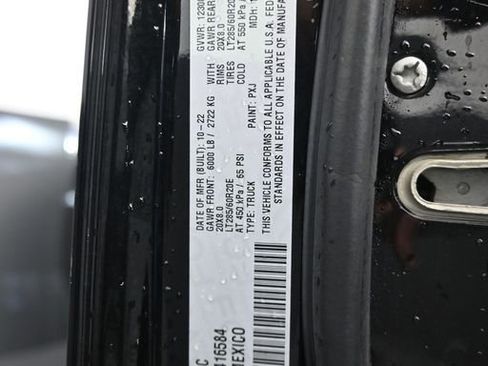 DATE OF MFR (BUILT): 10-22 GVWR: 1230
GAWR FRONT: 6000 LB / 2722 KG WITH GAWR REAR
20X8.0 RIMS 20X8.0
LT285/60R20E TIRES LT285/60R20
AT 450 kPa / 65 PSI COLD AT 550 kPa /
TYPE: TRUCK PAINT: PXJ MDH:
THIS VEHICLE CONFORMS TO ALL APPLICABLE U.S.A. FED
STANDARDS IN EFFECT ON THE DATE OF MANUFA
C
416584
MEXICO